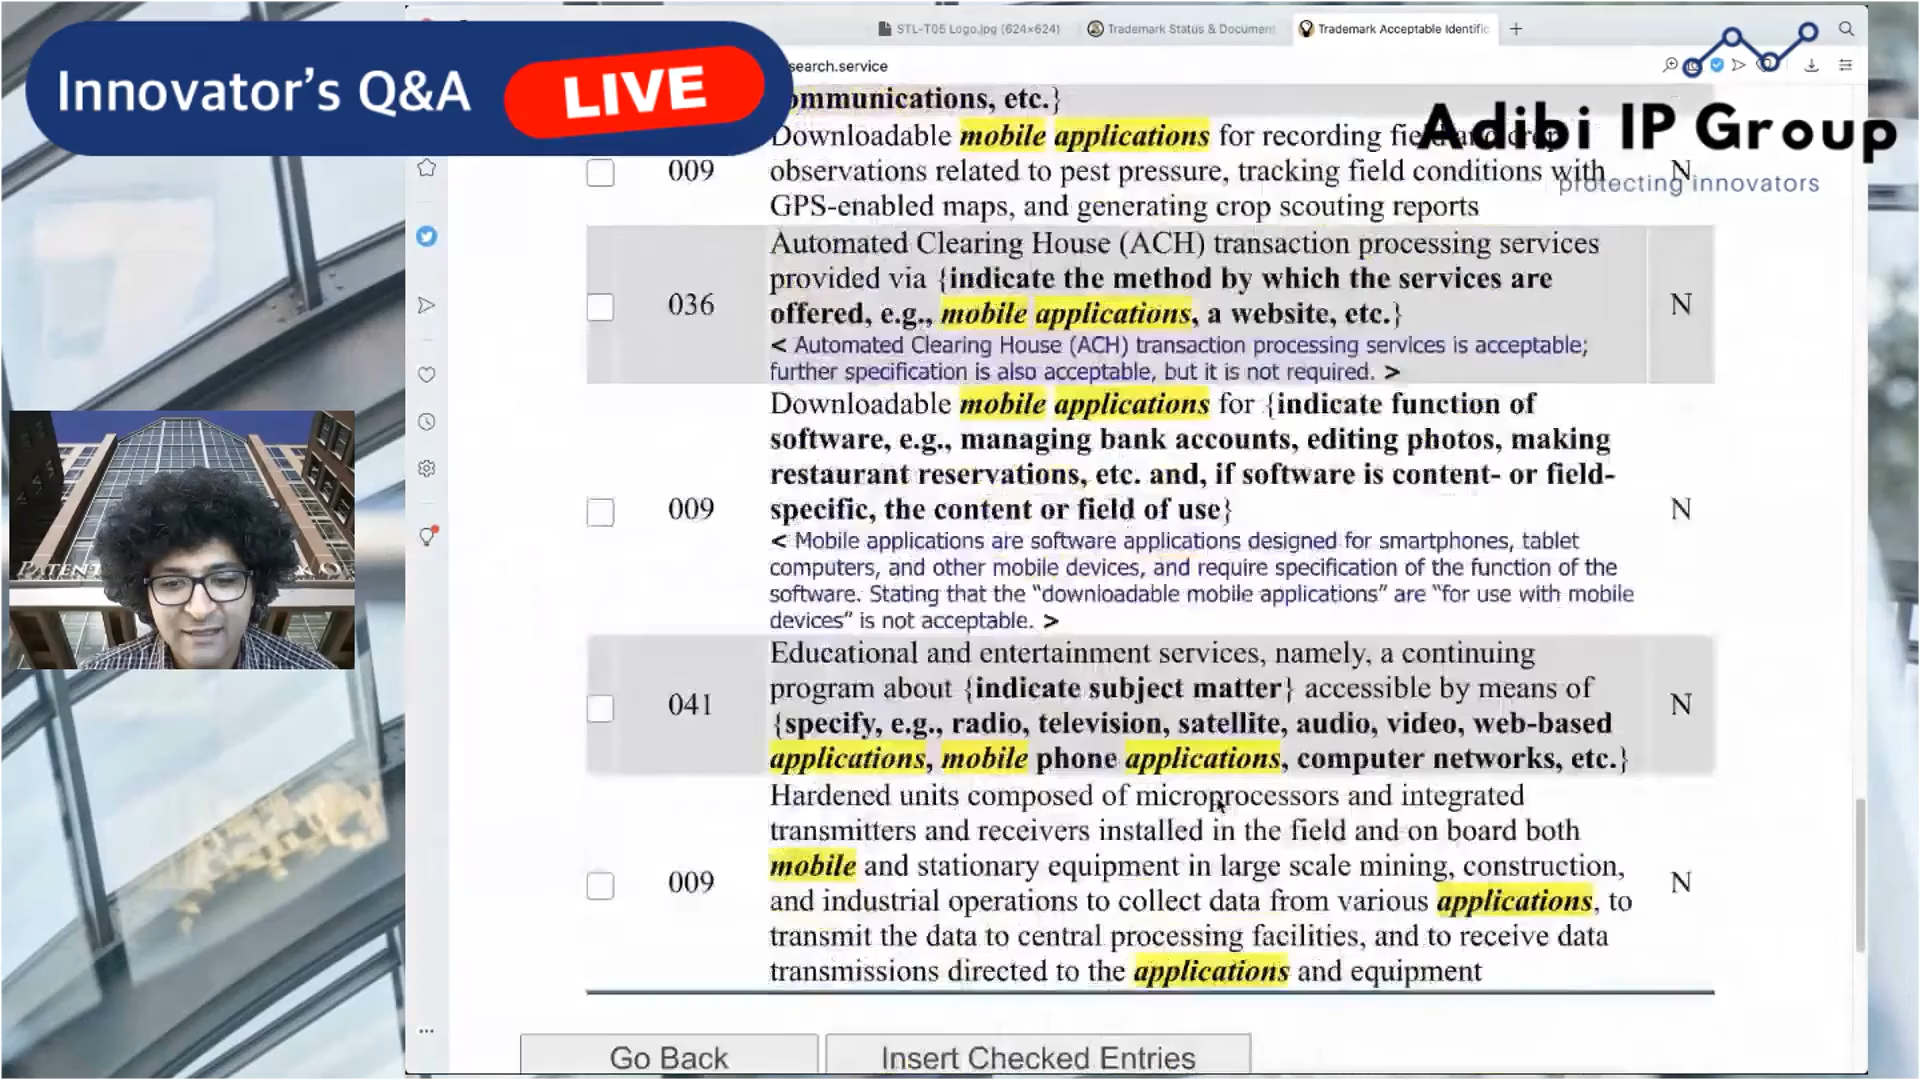 STL-T05 Logo.jpg (624×624)
Trademark Status & Document
Trademark Acceptable Identific
Innovator's Q&A LIVE
search.service
Adibi IP Group
protecting innovators
ommunications, etc.}
Downloadable mobile applications for recording field and crop
009
observations related to pest pressure, tracking field conditions with
N
GPS-enabled maps, and generating crop scouting reports
Automated Clearing House (ACH) transaction processing services
provided via {indicate the method by which the services are
036
N
offered, e.g., mobile applications, a website, etc.}
< Automated Clearing House (ACH) transaction processing services is acceptable;
further specification is also acceptable, but it is not required. >
Downloadable mobile applications for {indicate function of
software, e.g., managing bank accounts, editing photos, making
restaurant reservations, etc. and, if software is content- or field-
009
specific, the content or field of use}
N
< Mobile applications are software applications designed for smartphones, tablet
computers, and other mobile devices, and require specification of the function of the
software. Stating that the “downloadable mobile applications” are “for use with mobile
devices” is not acceptable. >
Educational and entertainment services, namely, a continuing
program about {indicate subject matter} accessible by means of
041
N
{specify, e.g., radio, television, satellite, audio, video, web-based
applications, mobile phone applications, computer networks, etc.}
Hardened units composed of microprocessors and integrated
transmitters and receivers installed in the field and on board both
mobile and stationary equipment in large scale mining, construction,
009
N
and industrial operations to collect data from various applications, to
transmit the data to central processing facilities, and to receive data
transmissions directed to the applications and equipment
Go Back
Insert Checked Entries